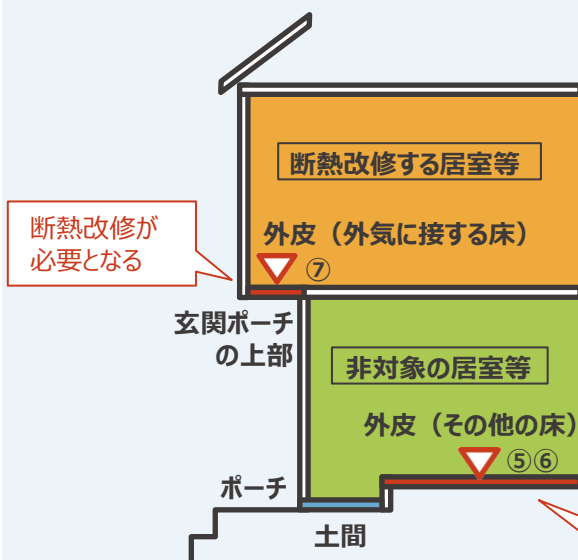 断熱改修する居室等
断熱改修が
必要となる
外皮（外気に接する床）
⑦
玄関ポーチ
の上部
非対象の居室等
外皮（その他の床）
⑤⑥
ポーチ
土間